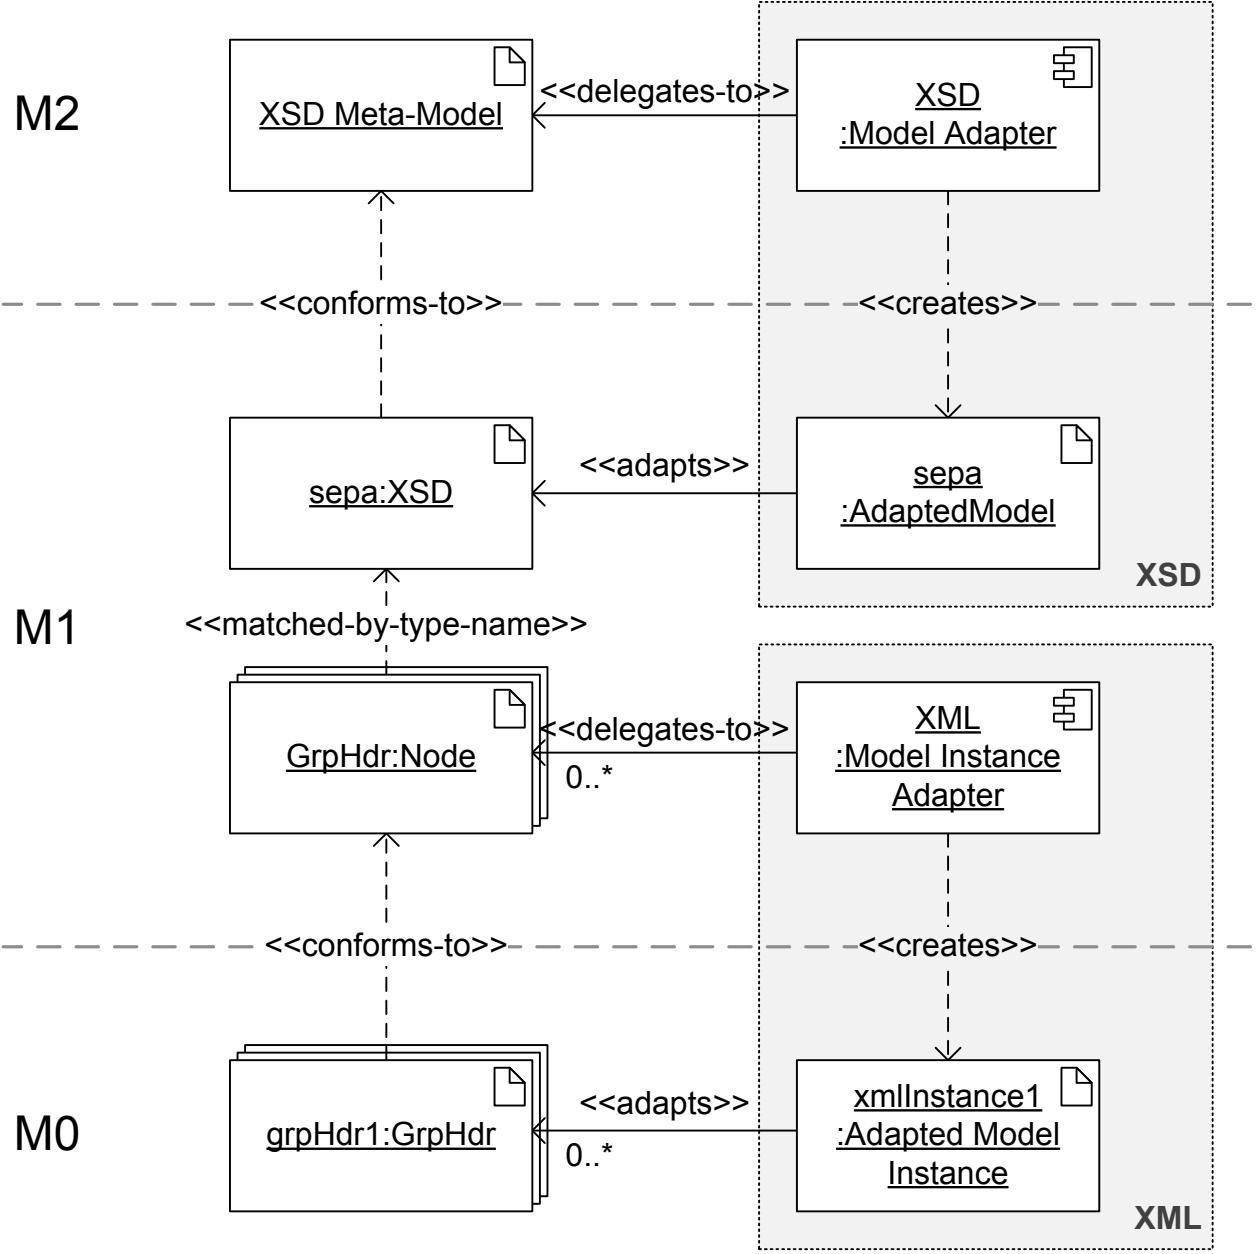 M2
XSD Meta-Model
<<delegates-to>>
XSD
:Model Adapter
<<conforms-to>>
<<creates>>
sepa:XSD
<<adapts>>
sepa
:AdaptedModel
XSD
M1
<<matched-by-type-name>>
GrpHdr:Node
<<delegates-to>>
0..*
XML
:Model Instance
Adapter
<<conforms-to>>
<<creates>>
M0
grpHdr1:GrpHdr
<<adapts>>
0..*
xmlInstance1
:Adapted Model
Instance
XML